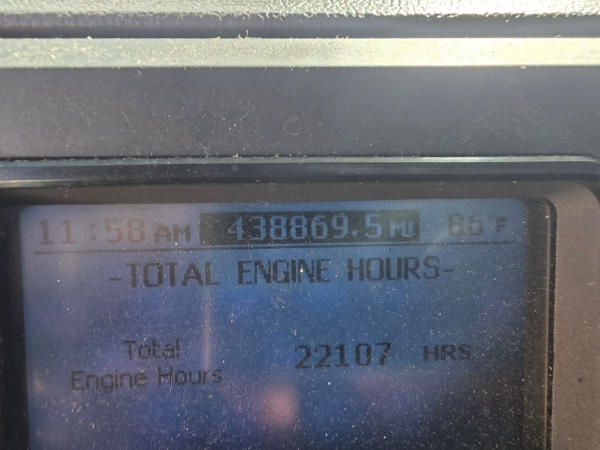 11:58 AM 438869.5 MI 86°F
-TOTAL ENGINE HOURS-
Total 22107 HRS
Engine Hours